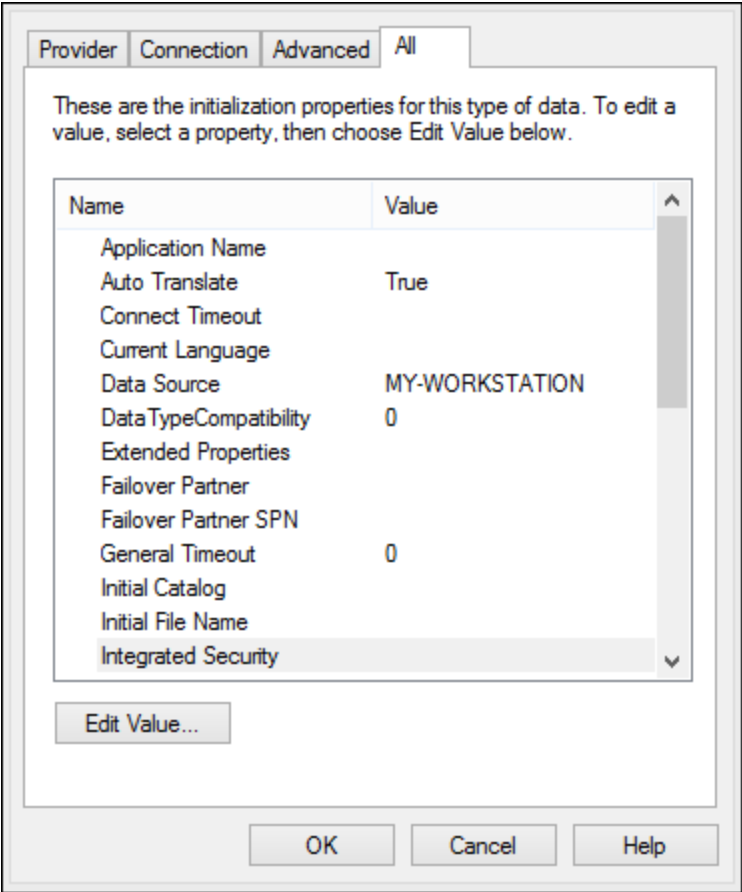 Provider Connection Advanced All
These are the initialization properties for this type of data. To edit a
value, select a property, then choose Edit Value below.
Name Value
Application Name
Auto Translate True
Connect Timeout
Current Language
Data Source MY-WORKSTATION
DataTypeCompatibility 0
Extended Properties
Failover Partner
Failover Partner SPN
General Timeout 0
Initial Catalog
Initial File Name
Integrated Security
Edit Value...
OK Cancel Help